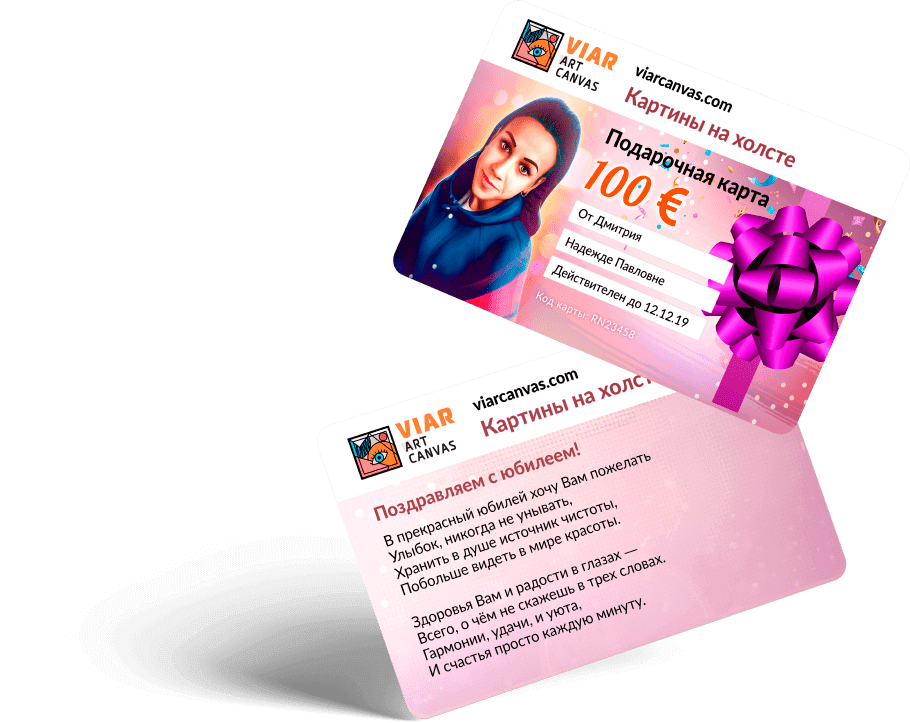 VIAR
ART
CANVAS
viarcanvas.com
Картины на холсте
Подарочная карта
100 €
От Дмитрия
Надежде Павловне
Действителен до 12.12.19
Код карты: RN23458
VIAR
ART
CANVAS
viarcanvas.com
Картины на холст
Поздравляем с юбилеем!
В прекрасный юбилей хочу Вам пожелать
Улыбок, никогда не унывать,
Хранить в душе источник чистоты,
Побольше видеть в мире красоты.
Здоровья Вам и радости в глазах —
Всего, о чём не скажешь в трех словах.
Гармонии, удачи, и уюта,
И счастья просто каждую минуту.